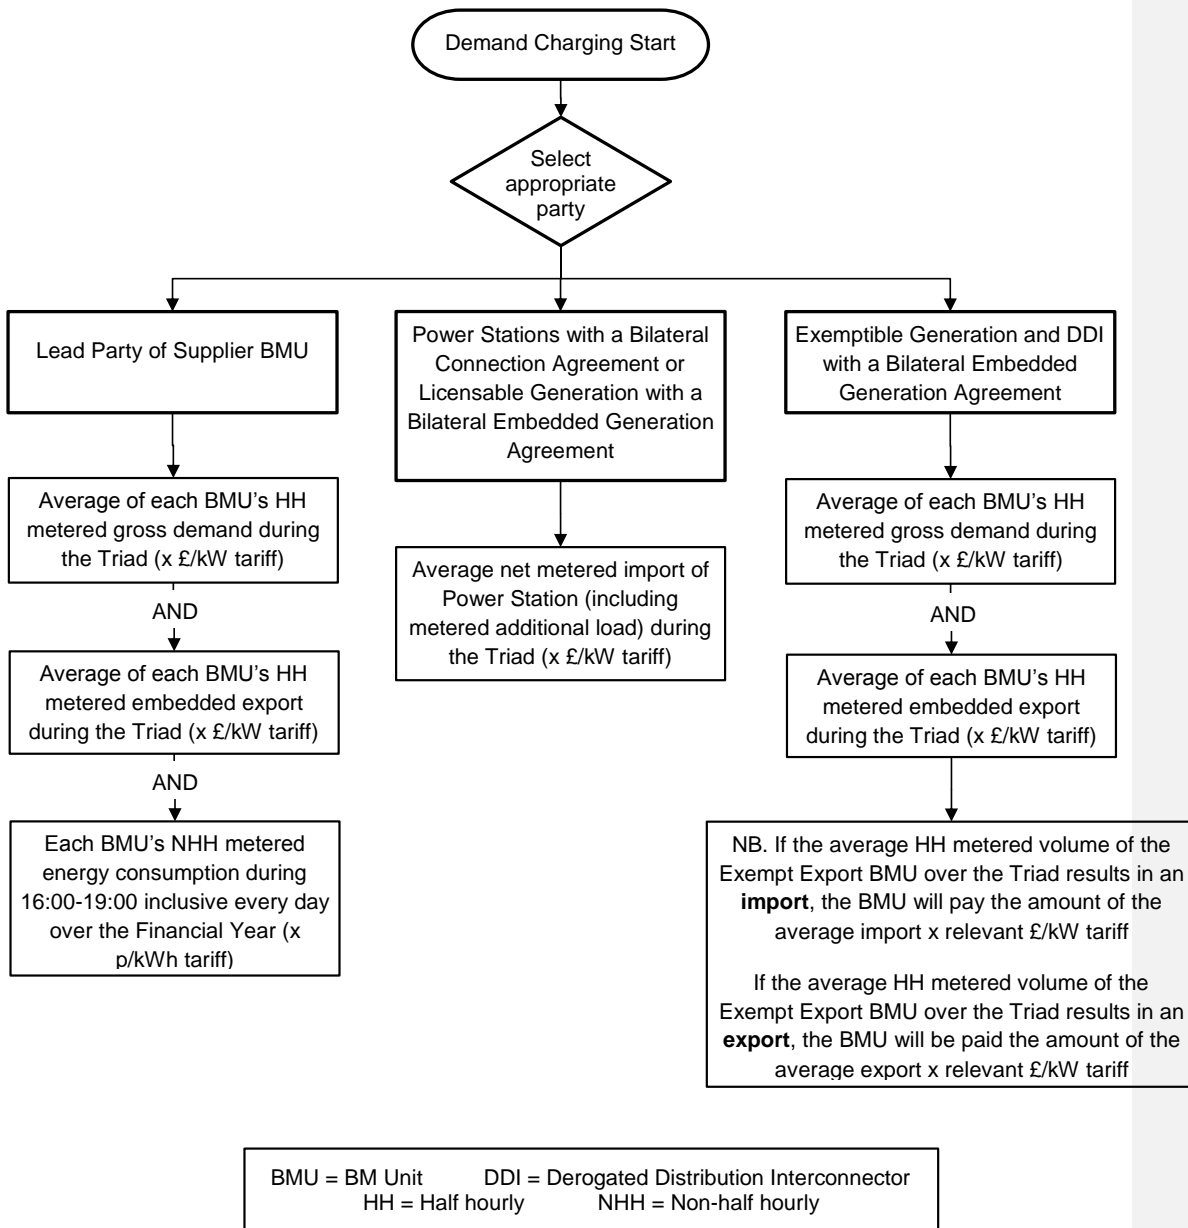 Demand Charging Start
Select
appropriate
party
Lead Party of Supplier BMU
Power Stations with a Bilateral
Connection Agreement or
Licensable Generation with a
Bilateral Embedded Generation
Agreement
Exemptible Generation and DDI
with a Bilateral Embedded
Generation Agreement
Average of each BMU's HH
metered gross demand during
the Triad (x £/kW tariff)
AND
Average of each BMU's HH
metered embedded export
during the Triad (x £/kW tariff)
AND
Each BMU's NHH metered
energy consumption during
16:00-19:00 inclusive every day
over the Financial Year (x
p/kWh tariff)
Average net metered import of
Power Station (including
metered additional load) during
the Triad (x £/kW tariff)
Average of each BMU's HH
metered gross demand during
the Triad (x £/kW tariff)
AND
Average of each BMU's HH
metered embedded export
during the Triad (x £/kW tariff)
NB. If the average HH metered volume of the
Exempt Export BMU over the Triad results in an
import, the BMU will pay the amount of the
average import x relevant £/kW tariff
If the average HH metered volume of the
Exempt Export BMU over the Triad results in an
export, the BMU will be paid the amount of the
average export x relevant £/kW tariff
BMU = BM Unit DDI = Derogated Distribution Interconnector
HH = Half hourly NHH = Non-half hourly